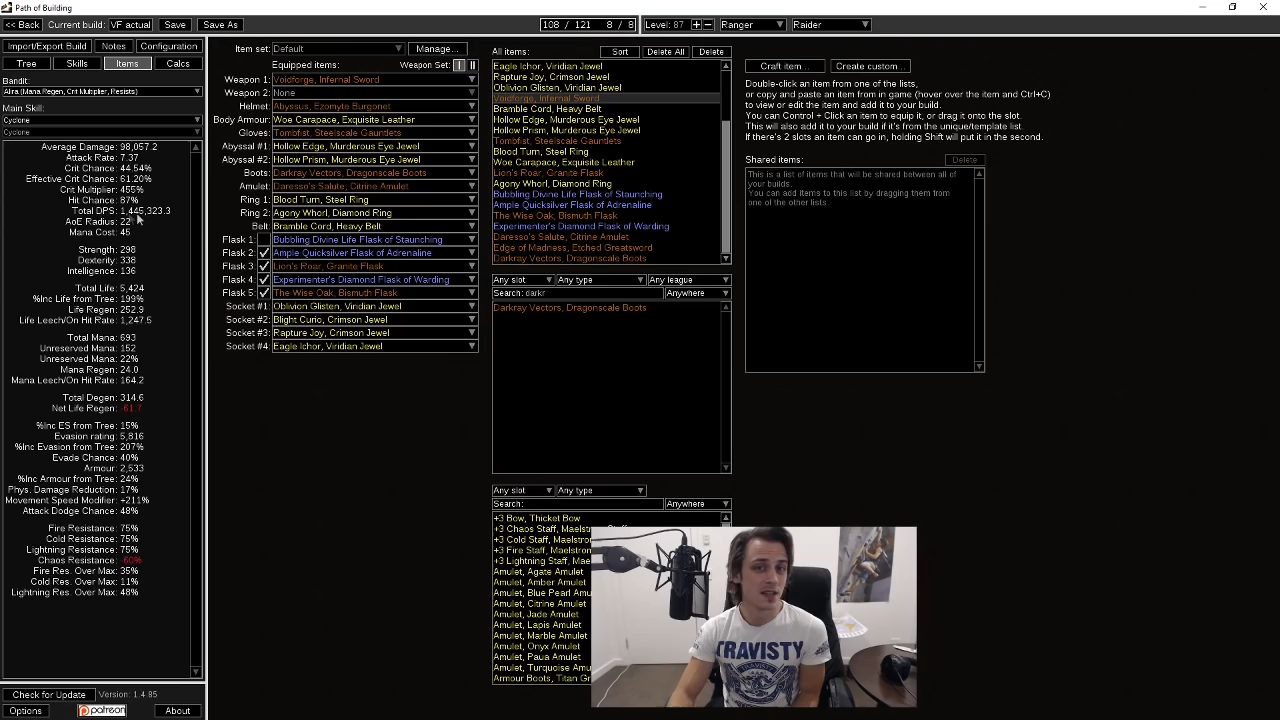 Path of Building
<< Back Current build: VF actual Save Save As 108 / 121 8 / 8 Level: 87 + − Ranger Raider
Import/Export Build Notes Configuration
Tree Skills Items Calcs
Bandit:
Alira (Mana Regen, Crit Multiplier, Resists)
Main Skill:
Cyclone
Cyclone
Average Damage: 98,057.2
Attack Rate: 7.37
Crit Chance: 44.54%
Effective Crit Chance: 61.20%
Crit Multiplier: 455%
Hit Chance: 87%
Total DPS: 1,445,323.3
AoE Radius: 22
Mana Cost: 45
Strength: 298
Dexterity: 338
Intelligence: 136
Total Life: 5,424
%Inc Life from Tree: 199%
Life Regen: 252.9
Life Leech/On Hit Rate: 1,247.5
Total Mana: 693
Unreserved Mana: 152
Unreserved Mana: 22%
Mana Regen: 24.0
Mana Leech/On Hit Rate: 164.2
Total Degen: 314.6
Net Life Regen: -61.7
%Inc ES from Tree: 15%
Evasion rating: 5,816
%Inc Evasion from Tree: 207%
Evade Chance: 40%
Armour: 2,533
%Inc Armour from Tree: 24%
Phys. Damage Reduction: 17%
Movement Speed Modifier: +211%
Attack Dodge Chance: 48%
Fire Resistance: 75%
Cold Resistance: 75%
Lightning Resistance: 75%
Chaos Resistance: -60%
Fire Res. Over Max: 35%
Cold Res. Over Max: 11%
Lightning Res. Over Max: 48%
Check for Update Version: 1.4.85
Options patreon About
Item set: Default Manage...
Equipped items: Weapon Set: I II
Weapon 1: Voidforge, Infernal Sword
Weapon 2: None
Helmet: Abyssus, Ezomyte Burgonet
Body Armour: Woe Carapace, Exquisite Leather
Gloves: Tombfist, Steelscale Gauntlets
Abyssal #1: Hollow Edge, Murderous Eye Jewel
Abyssal #2: Hollow Prism, Murderous Eye Jewel
Boots: Darkray Vectors, Dragonscale Boots
Amulet: Daresso's Salute, Citrine Amulet
Ring 1: Blood Turn, Steel Ring
Ring 2: Agony Whorl, Diamond Ring
Belt: Bramble Cord, Heavy Belt
Flask 1: Bubbling Divine Life Flask of Staunching
Flask 2: Ample Quicksilver Flask of Adrenaline
Flask 3: Lion's Roar, Granite Flask
Flask 4: Experimenter's Diamond Flask of Warding
Flask 5: The Wise Oak, Bismuth Flask
Socket #1: Oblivion Glisten, Viridian Jewel
Socket #2: Blight Curio, Crimson Jewel
Socket #3: Rapture Joy, Crimson Jewel
Socket #4: Eagle Ichor, Viridian Jewel
All items: Sort Delete All Delete
Eagle Ichor, Viridian Jewel
Rapture Joy, Crimson Jewel
Oblivion Glisten, Viridian Jewel
Voidforge, Infernal Sword
Bramble Cord, Heavy Belt
Hollow Edge, Murderous Eye Jewel
Hollow Prism, Murderous Eye Jewel
Tombfist, Steelscale Gauntlets
Blood Turn, Steel Ring
Woe Carapace, Exquisite Leather
Lion's Roar, Granite Flask
Agony Whorl, Diamond Ring
Bubbling Divine Life Flask of Staunching
Ample Quicksilver Flask of Adrenaline
The Wise Oak, Bismuth Flask
Experimenter's Diamond Flask of Warding
Daresso's Salute, Citrine Amulet
Edge of Madness, Etched Greatsword
Darkray Vectors, Dragonscale Boots
Any slot Any type Any league
Search: darkr Anywhere
Darkray Vectors, Dragonscale Boots
Any slot Any type
Search: Anywhere
+3 Bow, Thicket Bow
+3 Chaos Staff, Maelst
+3 Cold Staff, Maelstr
+3 Fire Staff, Maelstro
+3 Lightning Staff, Mae
Amulet, Agate Amulet
Amulet, Amber Amulet
Amulet, Blue Pearl Amu
Amulet, Citrine Amulet
Amulet, Coral Amulet
Amulet, Jade Amulet
Amulet, Lapis Amulet
Amulet, Marble Amulet
Amulet, Onyx Amulet
Amulet, Paua Amulet
Amulet, Turquoise Amu
Armour Boots, Titan Gr
Craft item... Create custom...
Double-click an item from one of the lists,
or copy and paste an item from in game (hover over the item and Ctrl+C)
to view or edit the item and add it to your build.
You can Control + Click an item to equip it, or drag it onto the slot.
This will also add it to your build if it's from the unique/template list.
If there's 2 slots an item can go in, holding Shift will put it in the second.
Shared items: Delete
This is a list of items that will be shared between all of
your builds.
You can add items to this list by dragging them from
one of the other lists.
TRAVISTY